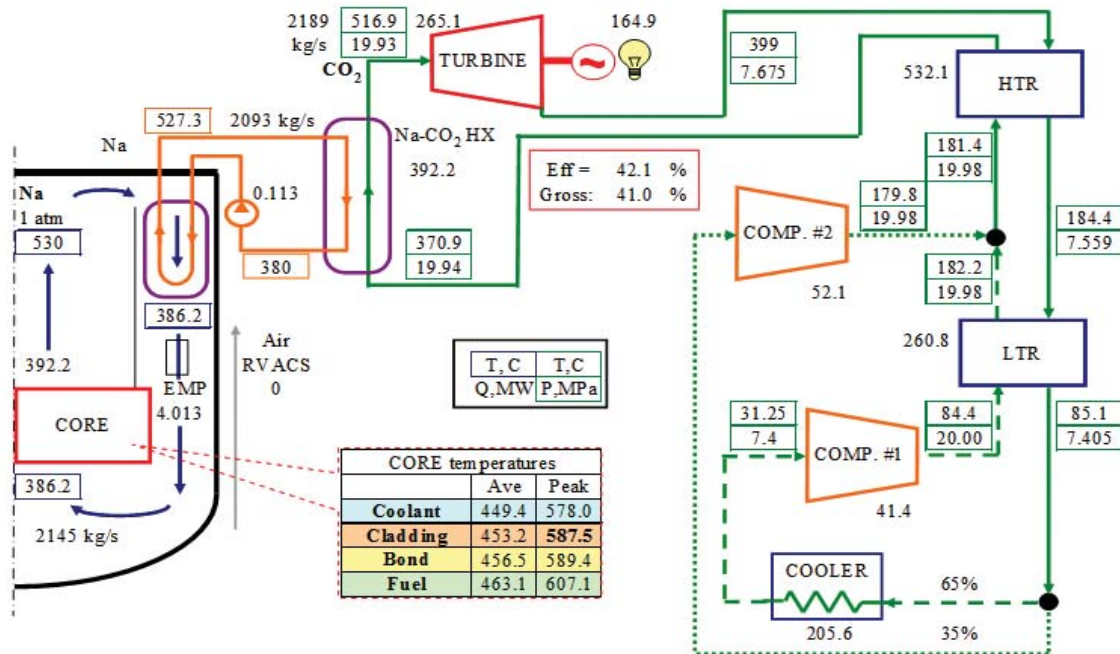 2189 516.9 265.1 164.9
kg/s 19.93
CO2
TURBINE
~
399
7.675
532.1
HTR
527.3 2093 kg/s
Na-CO2 HX
392.2
Na
Eff = 42.1 %
Gross: 41.0 %
181.4
19.98
179.8
19.98
184.4
7.559
Na
1 atm
530
0.113
380
370.9
19.94
COMP. #2
52.1
182.2
19.98
386.2
392.2
EMP
4.013
Air
RVACS
0
T, C T,C
Q,MW P,MPa
260.8
LTR
CORE
31.25
7.4
84.4
20.00
85.1
7.405
COMP. #1
41.4
386.2
2145 kg/s
CORE temperatures
Ave Peak
Coolant 449.4 578.0
Cladding 453.2 587.5
Bond 456.5 589.4
Fuel 463.1 607.1
COOLER
205.6
65%
35%